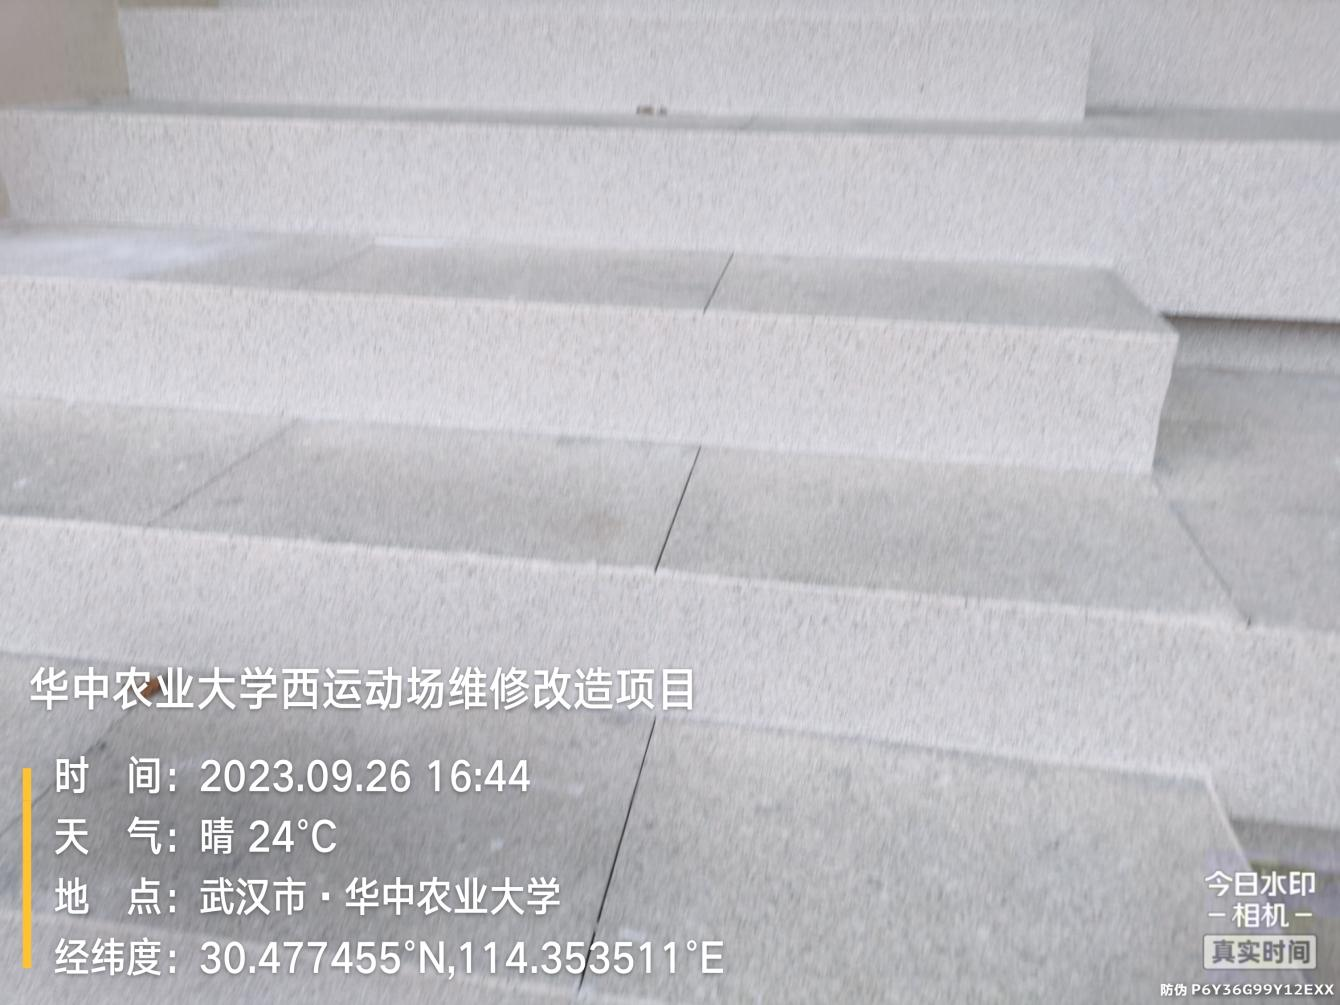 华中农业大学西运动场维修改造项目
时 间：2023.09.26 16:44
天 气：晴 24°C
地 点：武汉市·华中农业大学
经纬度：30.477455°N,114.353511°E
今日水印
-相机-
真实时间
防伪 P6Y36G99Y12EXX